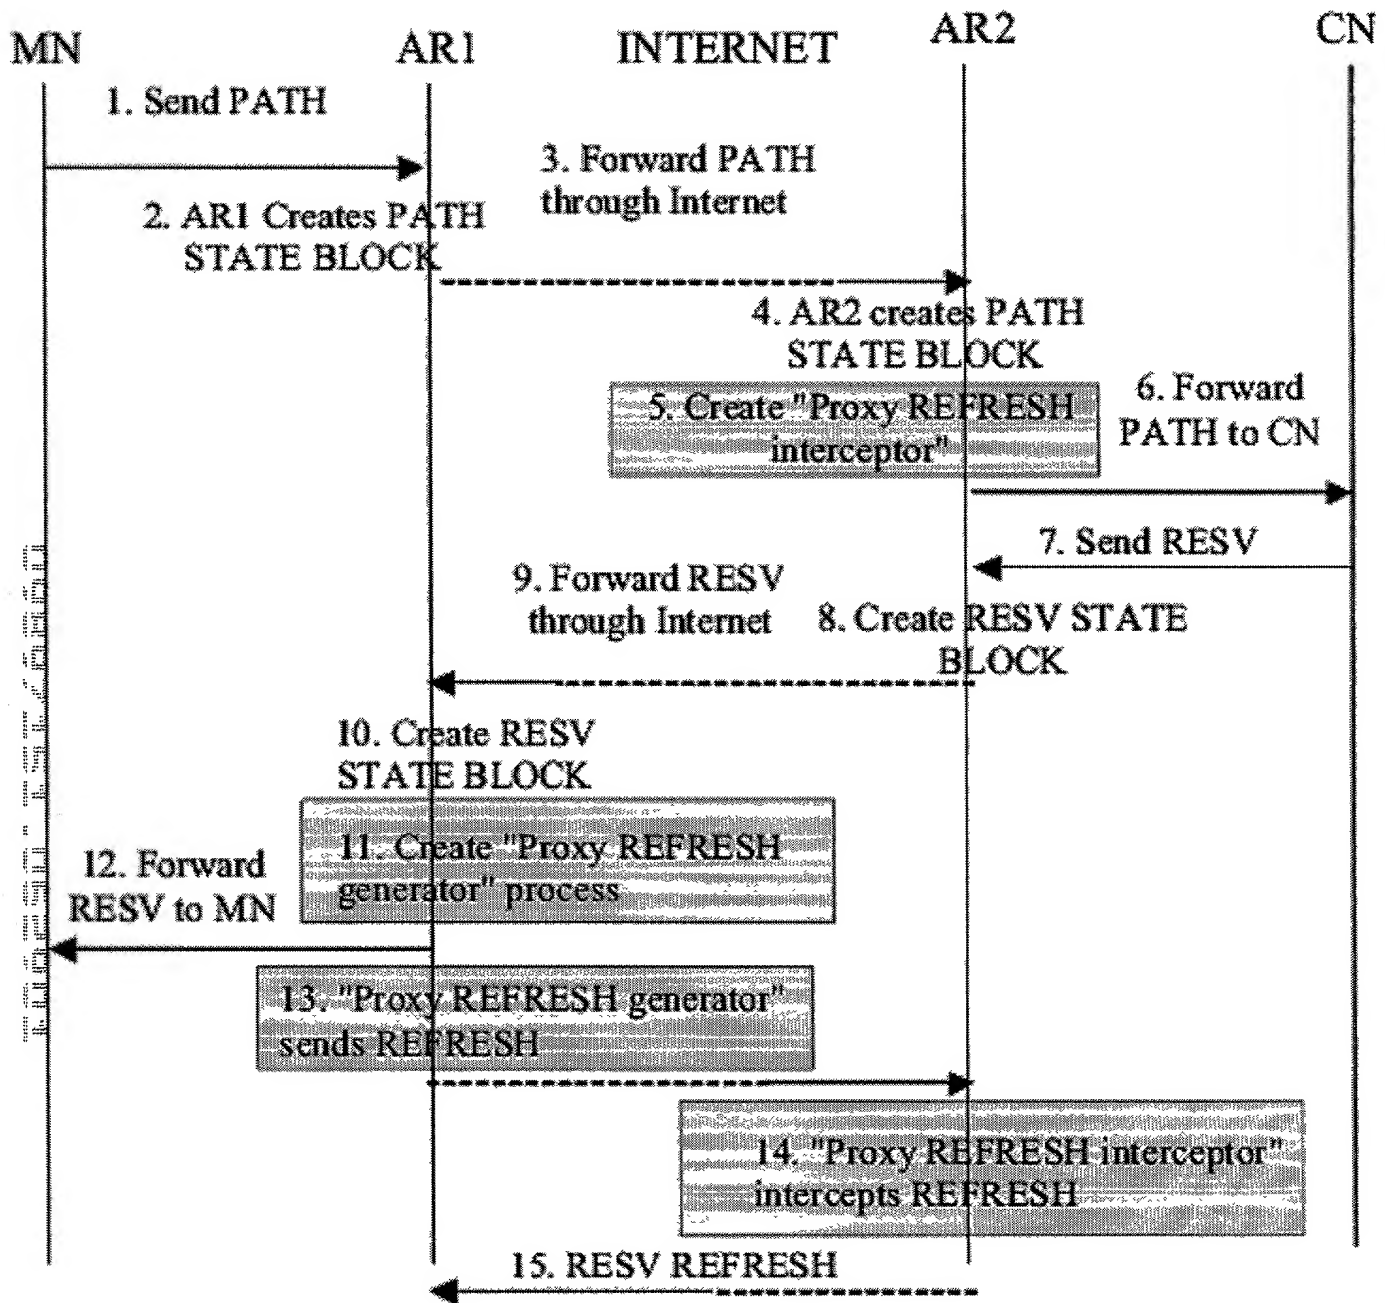 MN AR1 INTERNET AR2 CN
1. Send PATH
2. AR1 Creates PATH
STATE BLOCK
3. Forward PATH
through Internet
4. AR2 creates PATH
STATE BLOCK
5. Create "Proxy REFRESH
interceptor"
6. Forward
PATH to CN
7. Send RESV
8. Create RESV STATE
BLOCK
9. Forward RESV
through Internet
10. Create RESV
STATE BLOCK
11. Create "Proxy REFRESH
generator" process
12. Forward
RESV to MN
13. "Proxy REFRESH generator"
sends REFRESH
14. "Proxy REFRESH interceptor"
intercepts REFRESH
15. RESV REFRESH